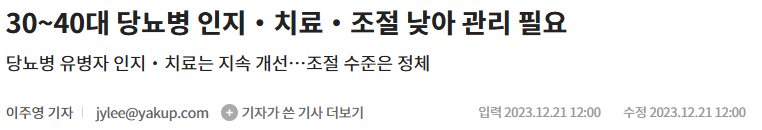 30~40대 당뇨병 인지·치료·조절 낮아 관리 필요
당뇨병 유병자 인지·치료는 지속 개선…조절 수준은 정체
이주영 기자 jylee@yakup.com + 기자가 쓴 기사 더보기 입력 2023.12.21 12:00 수정 2023.12.21 12:00